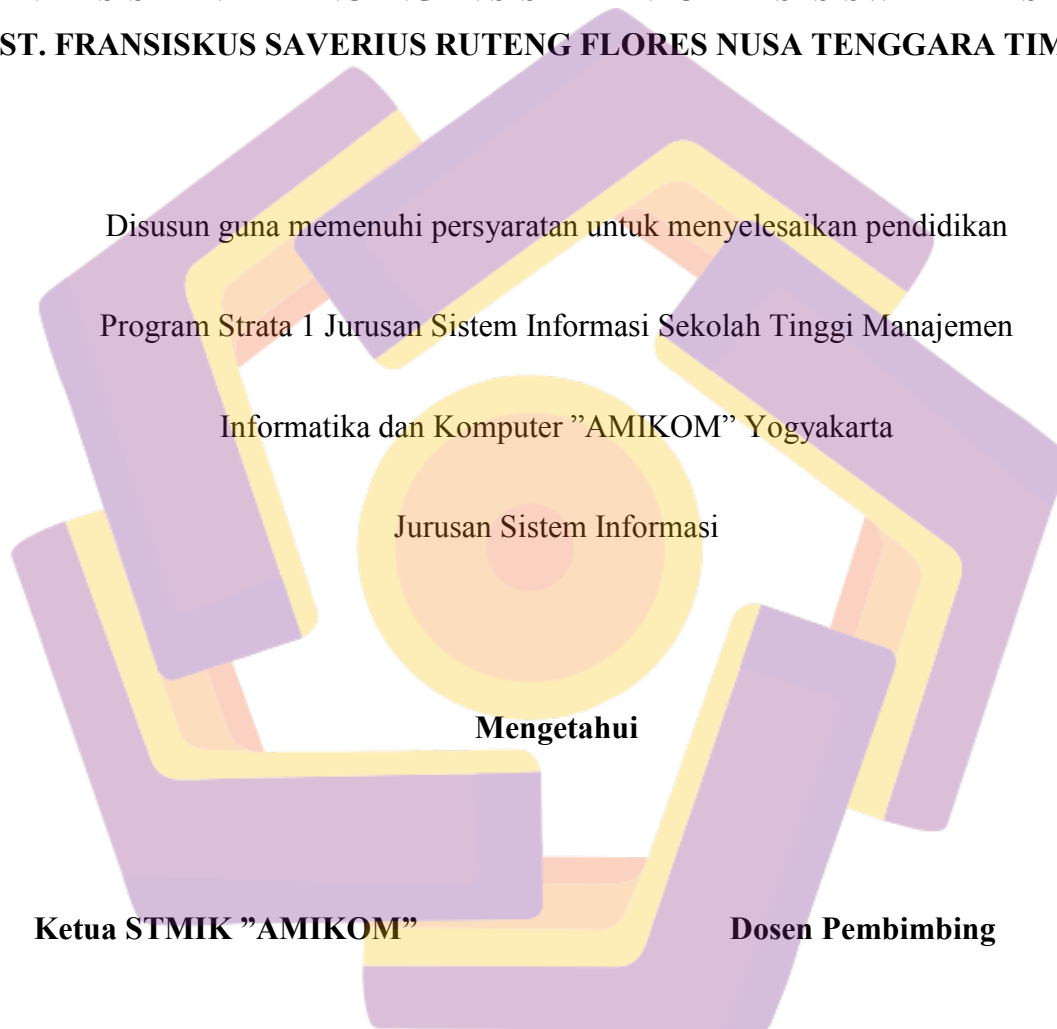 ST. FRANSISKUS SAVERIUS RUTENG FLORES NUSA TENGGARA
Disusun guna memenuhi persyaratan untuk menyelesaikan pendidikan
Program Strata 1 Jurusan Sistem Informasi Sekolah Tinggi Manajemen
Informatika dan Komputer ”AMIKOM” Yogyakarta
Jurusan Sistem Informasi
Mengetahui
Ketua STMIK ”AMIKOM” Dosen Pembimbing